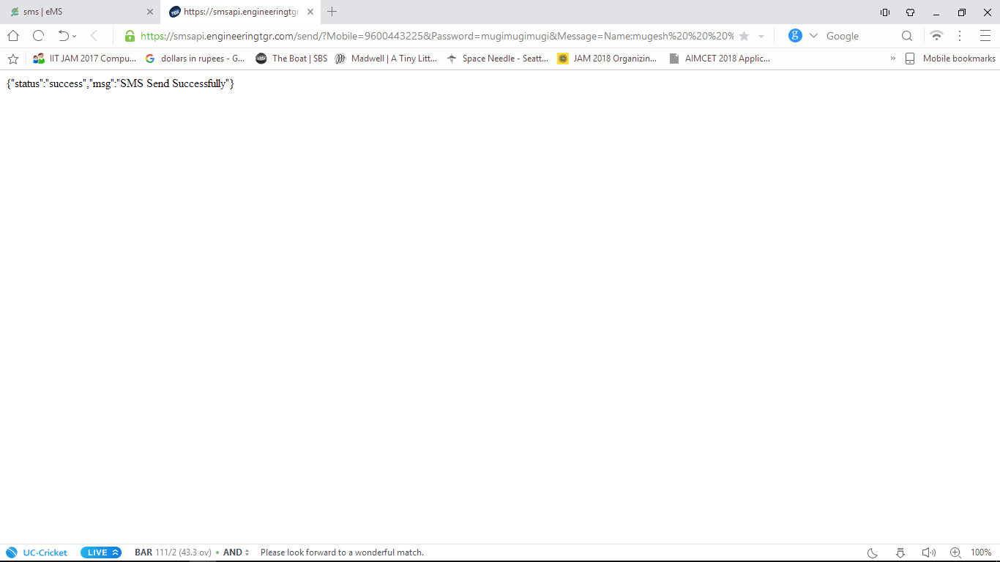 sms | eMS
https://smsapi.engineeringtgr
https://smsapi.engineeringtgr.com/send/?Mobile=9600443225&Password=mugimugimugi&Message=Name:mugesh%20%20%20%
Google
IIT JAM 2017 Compu...
dollars in rupees - G...
The Boat | SBS
Madwell | A Tiny Litt...
Space Needle - Seatt...
JAM 2018 Organizin...
AIMCET 2018 Applic...
»
Mobile bookmarks
{"status":"success","msg":"SMS Send Successfully"}
UC-Cricket LIVE BAR 111/2 (43.3 ov) • AND Please look forward to a wonderful match. 100%